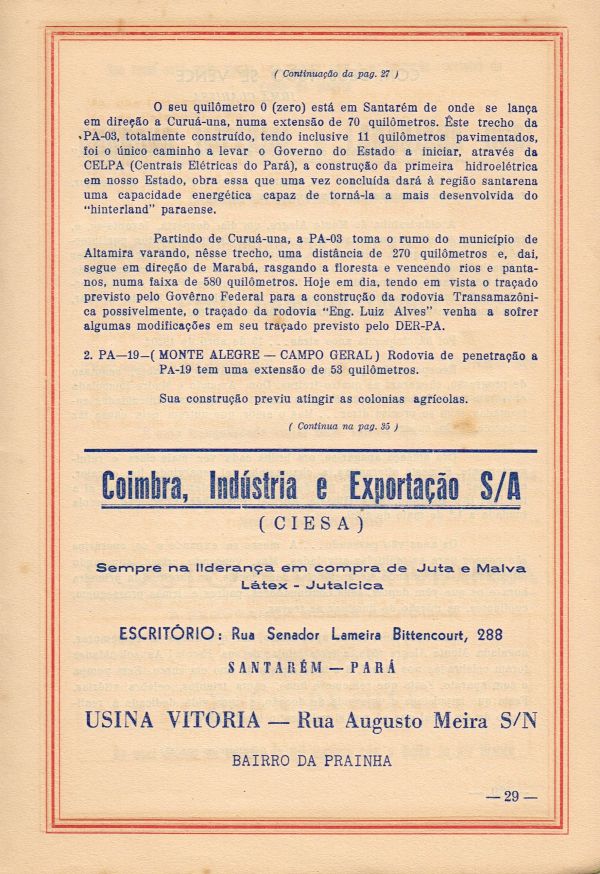 ( Continuação da pag. 27 )
O seu quilômetro 0 (zero) está em Santarém de onde se lança
em direção a Curuá-una, numa extensão de 70 quilômetros. Êste trecho da
PA-03, totalmente construído, tendo inclusive 11 quilômetros pavimentados,
foi o único caminho a levar o Governo do Estado a iniciar, através da
CELPA (Centrais Elétricas do Pará), a construção da primeira hidroelétrica
em nosso Estado, obra essa que uma vez concluída dará à região santarena
uma capacidade energética capaz de torná-la a mais desenvolvida do
"hinterland" paraense.
Partindo de Curuá-una, a PA-03 toma o rumo do município de
Altamira varando, nêsse trecho, uma distância de 270 quilômetros e, daí,
segue em direção de Marabá, rasgando a floresta e vencendo rios e panta-
nos, numa faixa de 580 quilômetros. Hoje em dia, tendo em vista o traçado
previsto pelo Govêrno Federal para a construção da rodovia Transamazôni-
ca possivelmente, o traçado da rovovia "Eng. Luiz Alves" venha a sofrer
algumas modificações em seu traçado previsto pelo DER-PA.
2. PA—19—( MONTE ALEGRE — CAMPO GERAL ) Rodovia de penetração a
PA-19 tem uma extensão de 53 quilômetros.
Sua construção previu atingir as colonias agrícolas.
( Continua na pag. 35 )
Coimbra, Indústria e Exportação S/A
( CIESA )
Sempre na liderança em compra de Juta e Malva
Látex - Jutaicica
ESCRITÓRIO: Rua Senador Lameira Bittencourt, 288
SANTARÉM — PARÁ
USINA VITORIA — Rua Augusto Meira S/N
BAIRRO DA PRAINHA
— 29 —